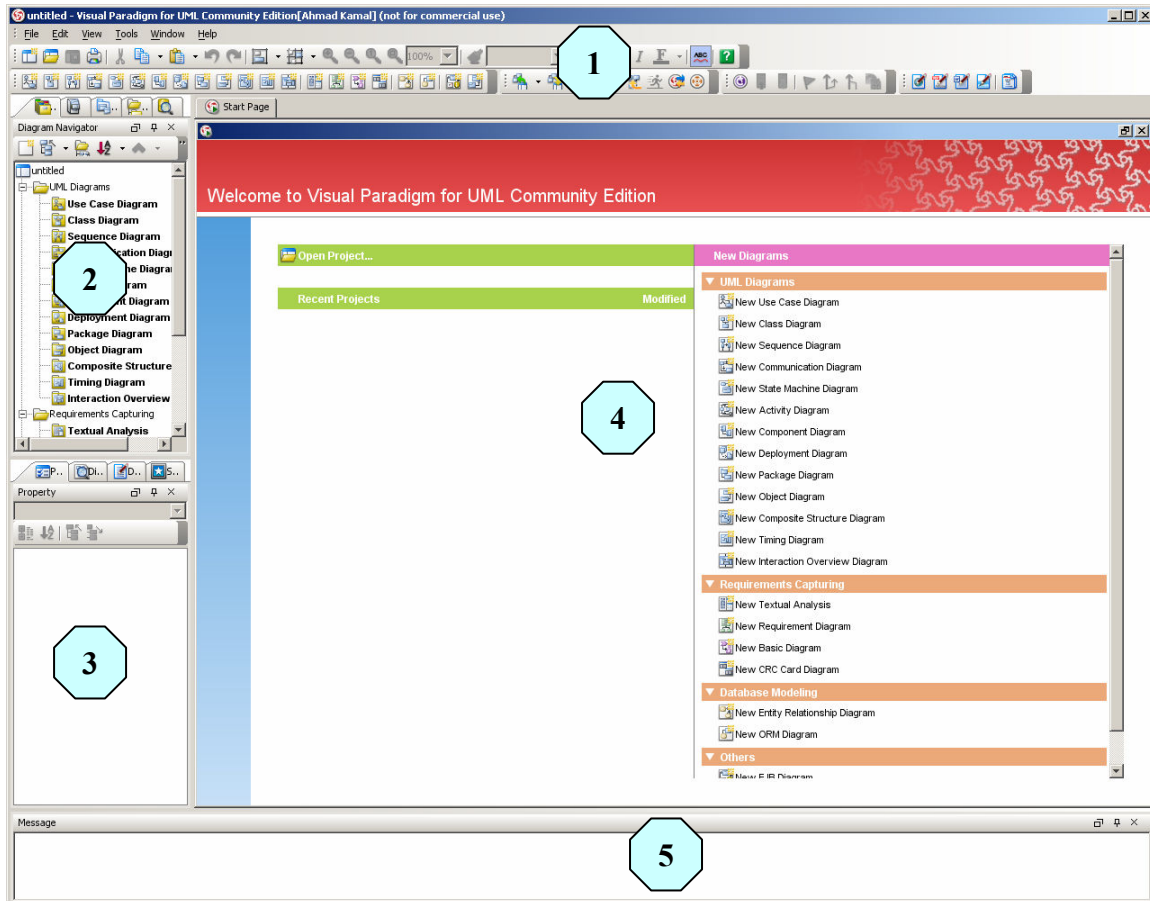 untitled - Visual Paradigm for UML Community Edition[Ahmad Kamal] (not for commercial use)
File Edit View Tools Window Help
100% I F ABC ?
1
Start Page
Diagram Navigator
untitled
UML Diagrams
Use Case Diagram
Class Diagram
Sequence Diagram
Deployment Diagram
Package Diagram
Object Diagram
Composite Structure
Timing Diagram
Interaction Overview
Requirements Capturing
Textual Analysis
2
P.. Di.. D.. S..
Property
3
Welcome to Visual Paradigm for UML Community Edition
Open Project...
Recent Projects Modified
4
New Diagrams
UML Diagrams
New Use Case Diagram
New Class Diagram
New Sequence Diagram
New Communication Diagram
New State Machine Diagram
New Activity Diagram
New Component Diagram
New Deployment Diagram
New Package Diagram
New Object Diagram
New Composite Structure Diagram
New Timing Diagram
New Interaction Overview Diagram
Requirements Capturing
New Textual Analysis
New Requirement Diagram
New Basic Diagram
New CRC Card Diagram
Database Modeling
New Entity Relationship Diagram
New ORM Diagram
Others
New EJB Diagram
Message
5